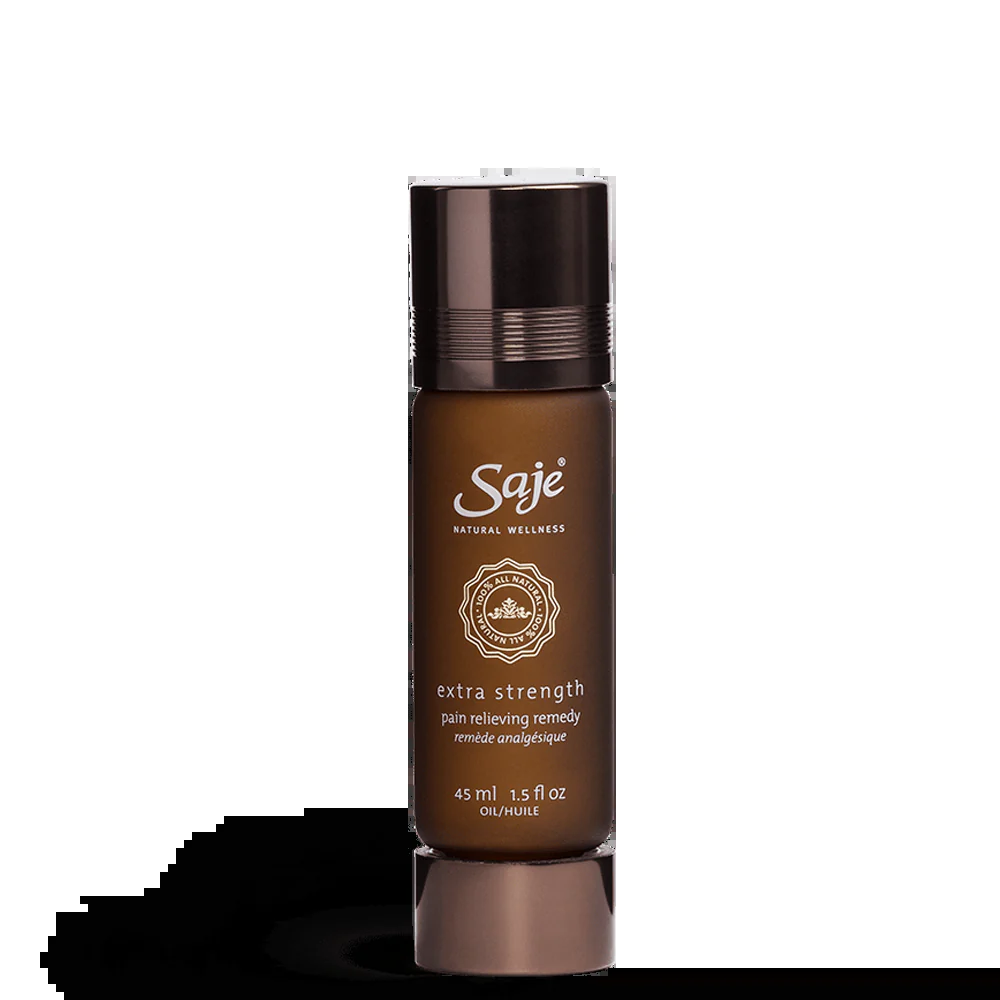 Saje®
NATURAL WELLNESS
100% ALL NATURAL • 100% ALL NATURAL •
extra strength
pain relieving remedy
remède analgésique
45 ml 1.5 fl oz
OIL/HUILE